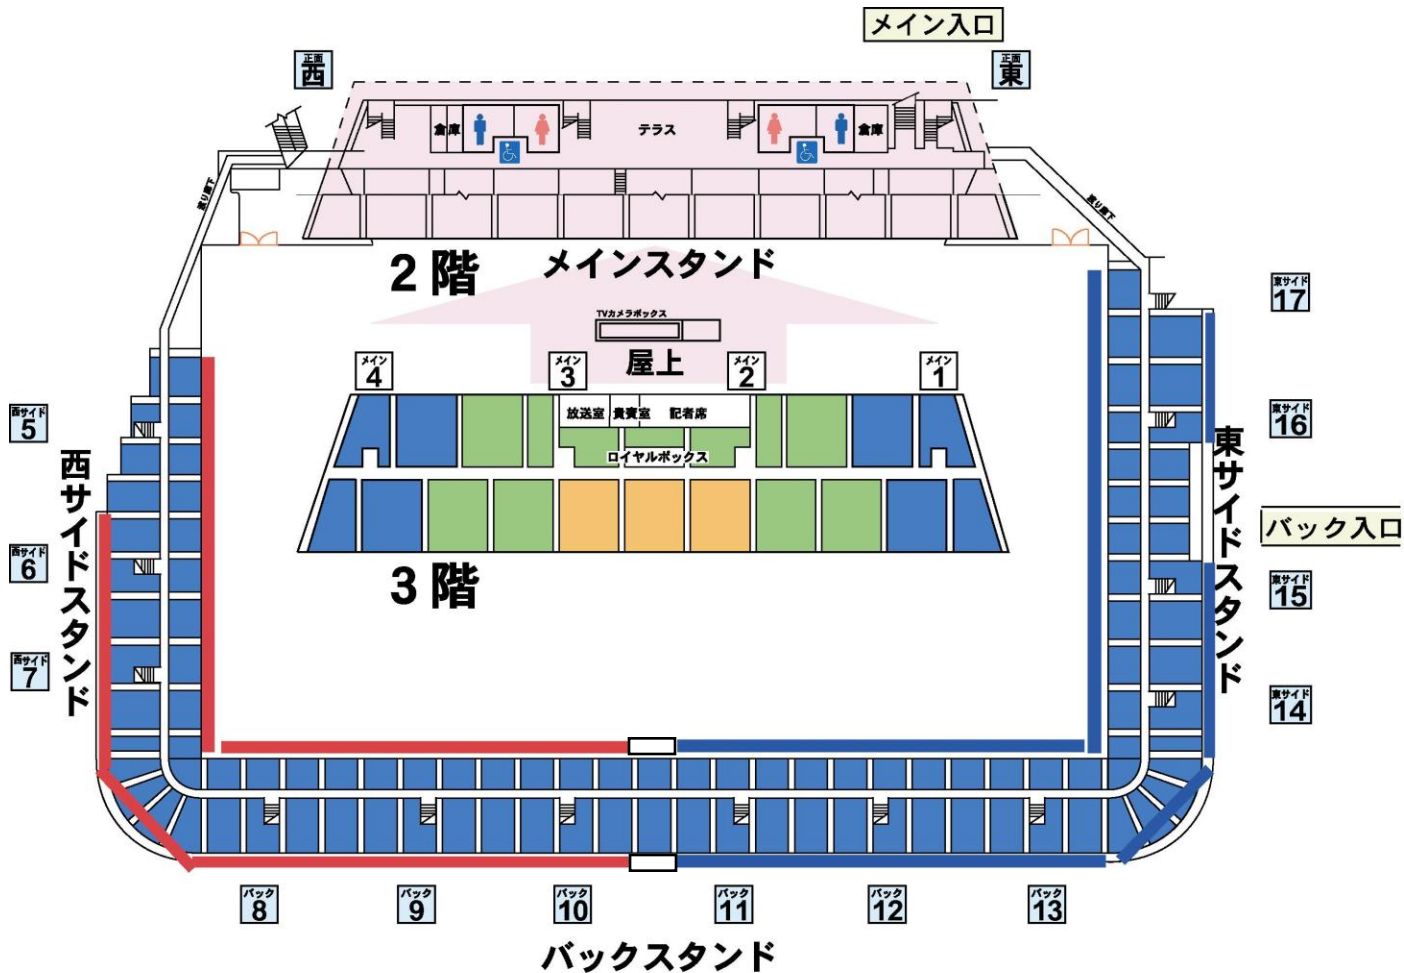 メイン入口
正面
西
正面
東
倉庫
テラス
倉庫
渡り廊下
渡り廊下
2階
メインスタンド
TVカメラボックス
屋上
メイン
4
メイン
3
メイン
2
メイン
1
放送室
貴賓室
記者席
ロイヤルボックス
3階
西サイド
5
西サイド
6
西サイド
7
西サイドスタンド
東サイド
17
東サイド
16
バック入口
東サイド
15
東サイド
14
東サイドスタンド
バック
8
バック
9
バック
10
バック
11
バック
12
バック
13
バックスタンド